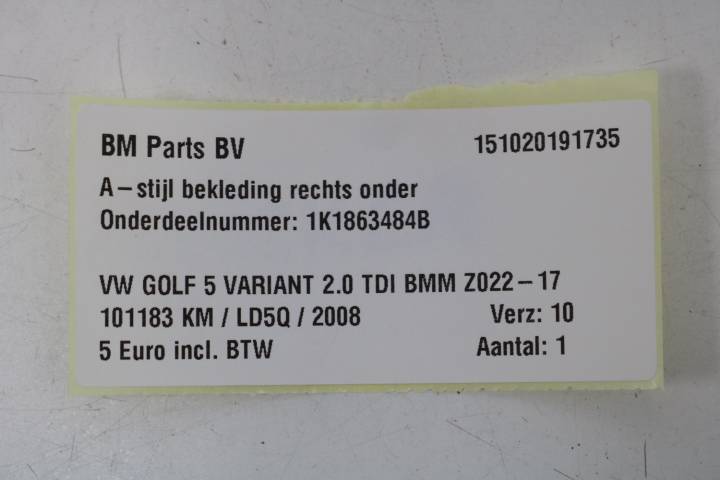 BM Parts BV 151020191735
A-stijl bekleding rechts onder
Onderdeelnummer: 1K1863484B
VW GOLF 5 VARIANT 2.0 TDI BMM Z022-17
101183 KM / LD5Q / 2008 Verz: 10
5 Euro incl. BTW Aantal: 1